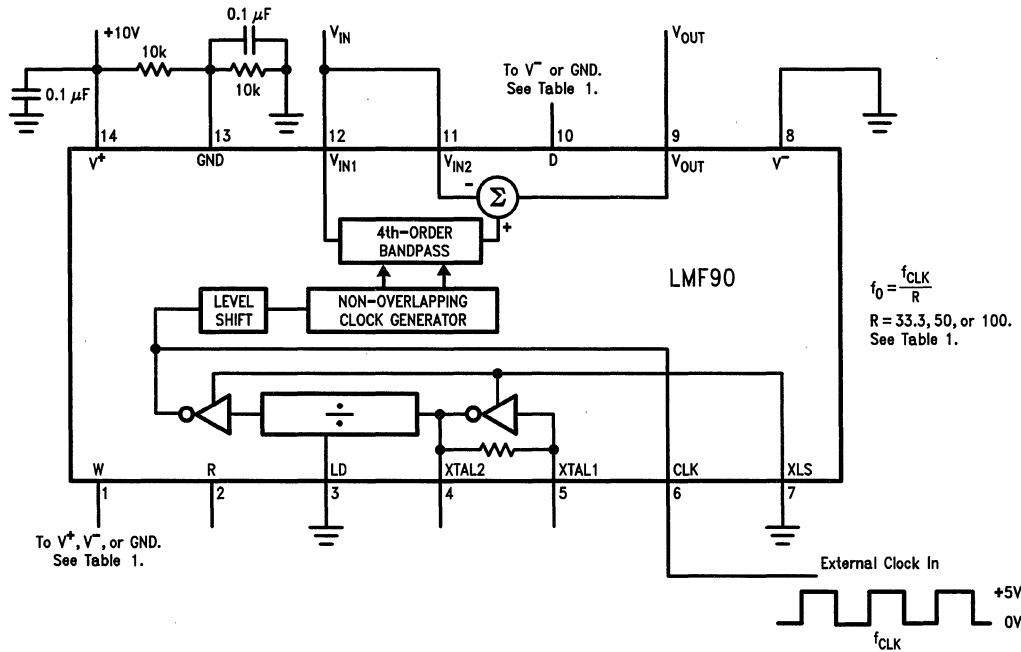 +10V
0.1 μF
V_IN
V_OUT
10k
0.1 μF
10k
To V⁻ or GND.
See Table 1.
14
13
12
11
10
9
8
V⁺
GND
V_IN1
V_IN2
D
V_OUT
V⁻
-
Σ
+
4th-ORDER
BANDPASS
LMF90
LEVEL
SHIFT
NON-OVERLAPPING
CLOCK GENERATOR
f₀ = f_CLK / R
R = 33.3, 50, or 100.
See Table 1.
÷
W
R
LD
XTAL2
XTAL1
CLK
XLS
1
2
3
4
5
6
7
To V⁺, V⁻, or GND.
See Table 1.
External Clock In
+5V
0V
f_CLK